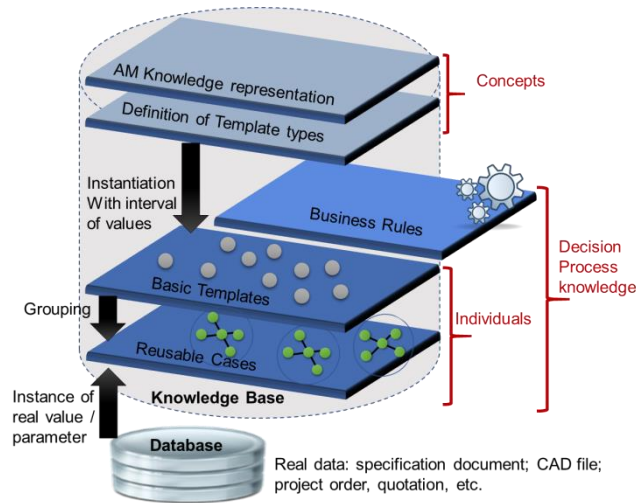 AM Knowledge representation
Concepts
Definition of Template types
Instantiation
With interval
of values
Business Rules
Decision
Process
knowledge
Basic Templates
Grouping
Individuals
Reusable Cases
Knowledge Base
Instance of
real value /
parameter
Database
Real data: specification document; CAD file;
project order, quotation, etc.